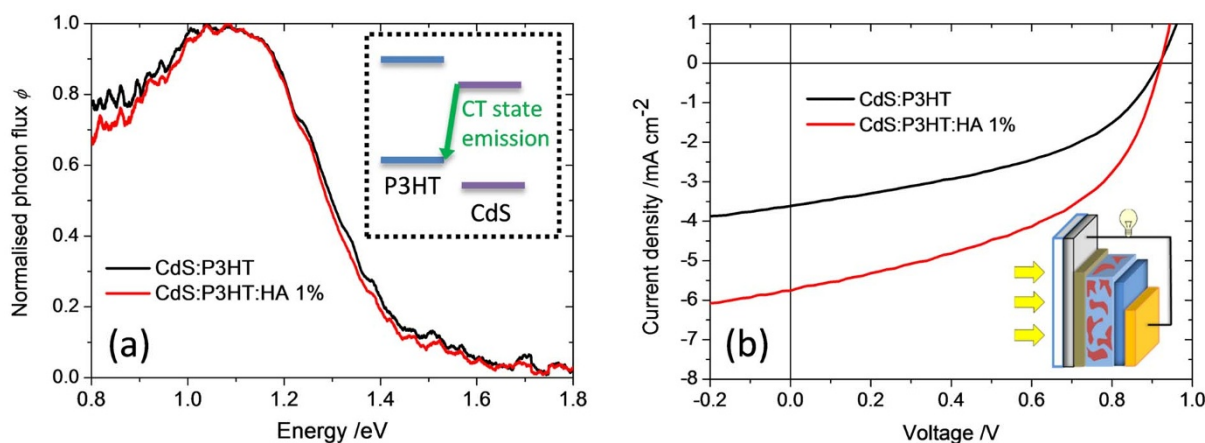 Normalised photon flux ϕ
1.0
0.8
0.6
0.4
0.2
0.0
0.8
1.0
1.2
1.4
1.6
1.8
Energy /eV
CT state
emission
P3HT
CdS
CdS:P3HT
CdS:P3HT:HA 1%
(a)
Current density /mA cm-2
1
0
-1
-2
-3
-4
-5
-6
-7
-8
-0.2
0.0
0.2
0.4
0.6
0.8
1.0
Voltage /V
CdS:P3HT
CdS:P3HT:HA 1%
(b)